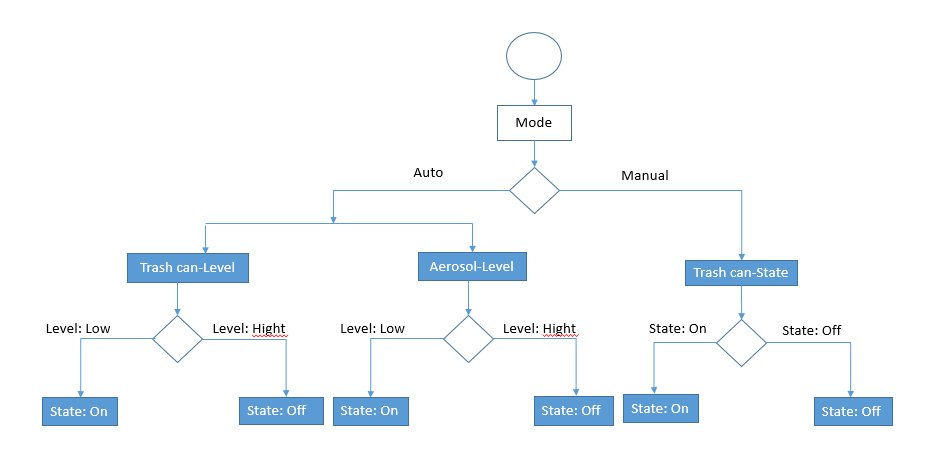 Mode
Auto
Manual
Trash can-Level
Aerosol-Level
Trash can-State
Level: Low
Level: Hight
Level: Low
Level: Hight
State: On
State: Off
State: On
State: Off
State: On
State: Off
State: On
State: Off